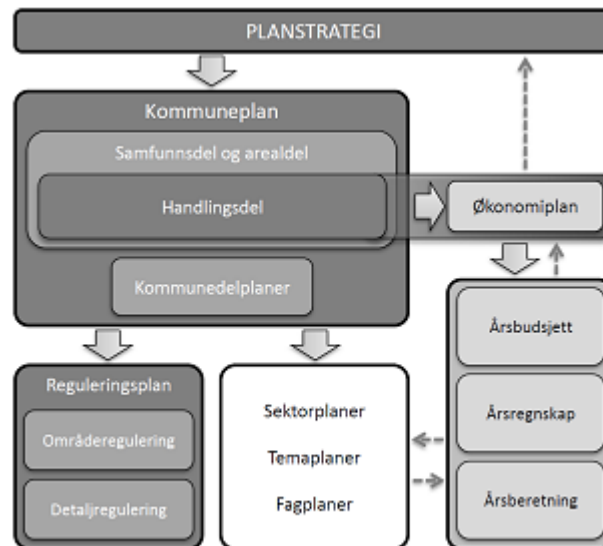 PLANSTRATEGI
Kommuneplan
Samfunnsdel og arealdel
Handlingsdel
Økonomiplan
Kommunedelplaner
Årsbudsjett
Årsregnskap
Årsberetning
Reguleringsplan
Områderegulering
Detaljregulering
Sektorplaner
Temaplaner
Fagplaner